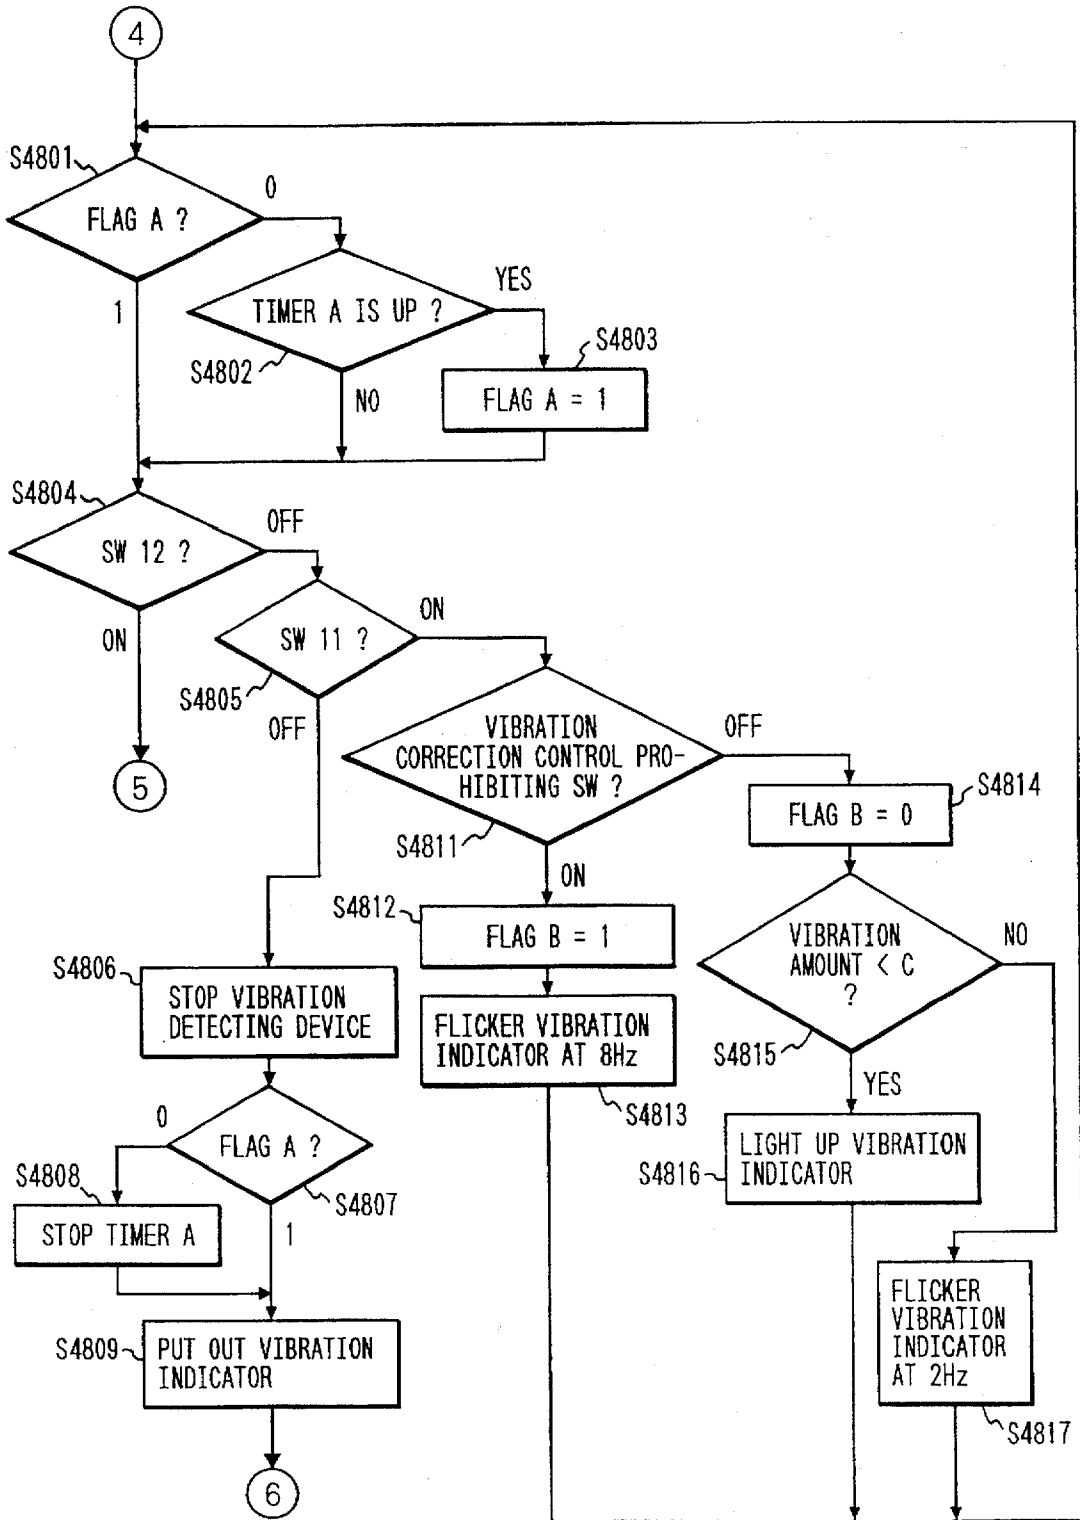 4
S4801
0
FLAG A ?
1
YES
TIMER A IS UP ?
S4802
S4803
NO
FLAG A = 1
S4804
OFF
SW 12 ?
ON
ON
SW 11 ?
S4805
OFF
5
VIBRATION
CORRECTION CONTROL PRO-
HIBITING SW ?
OFF
S4811
ON
S4814
FLAG B = 0
S4812
FLAG B = 1
VIBRATION
AMOUNT < C
?
NO
S4815
YES
S4806
STOP VIBRATION
DETECTING DEVICE
FLICKER VIBRATION
INDICATOR AT 8Hz
S4813
0
FLAG A ?
S4807
1
S4808
STOP TIMER A
LIGHT UP VIBRATION
INDICATOR
S4816
FLICKER
VIBRATION
INDICATOR
AT 2Hz
S4817
S4809
PUT OUT VIBRATION
INDICATOR
6